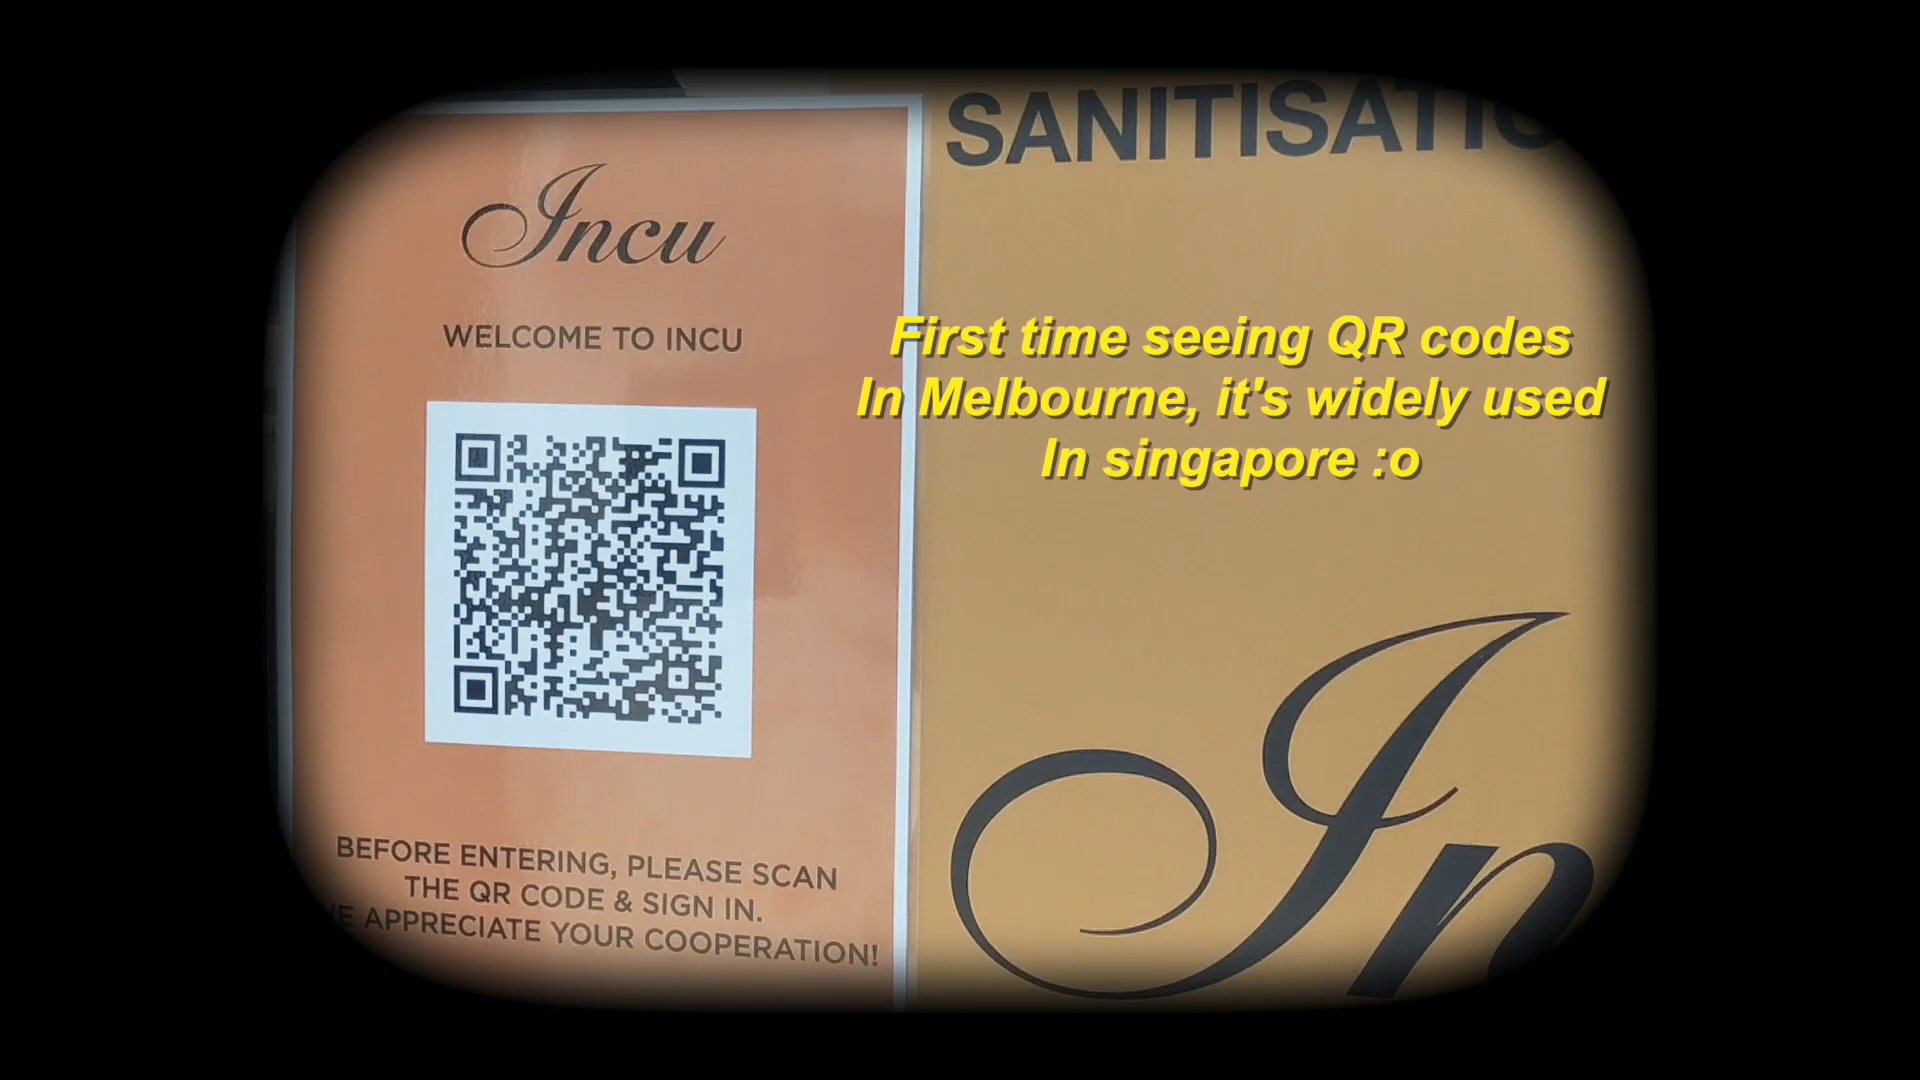 Incu
WELCOME TO INCU
BEFORE ENTERING, PLEASE SCAN
THE QR CODE & SIGN IN.
APPRECIATE YOUR COOPERATION!
First time seeing QR codes
In Melbourne, it's widely used
In singapore :o